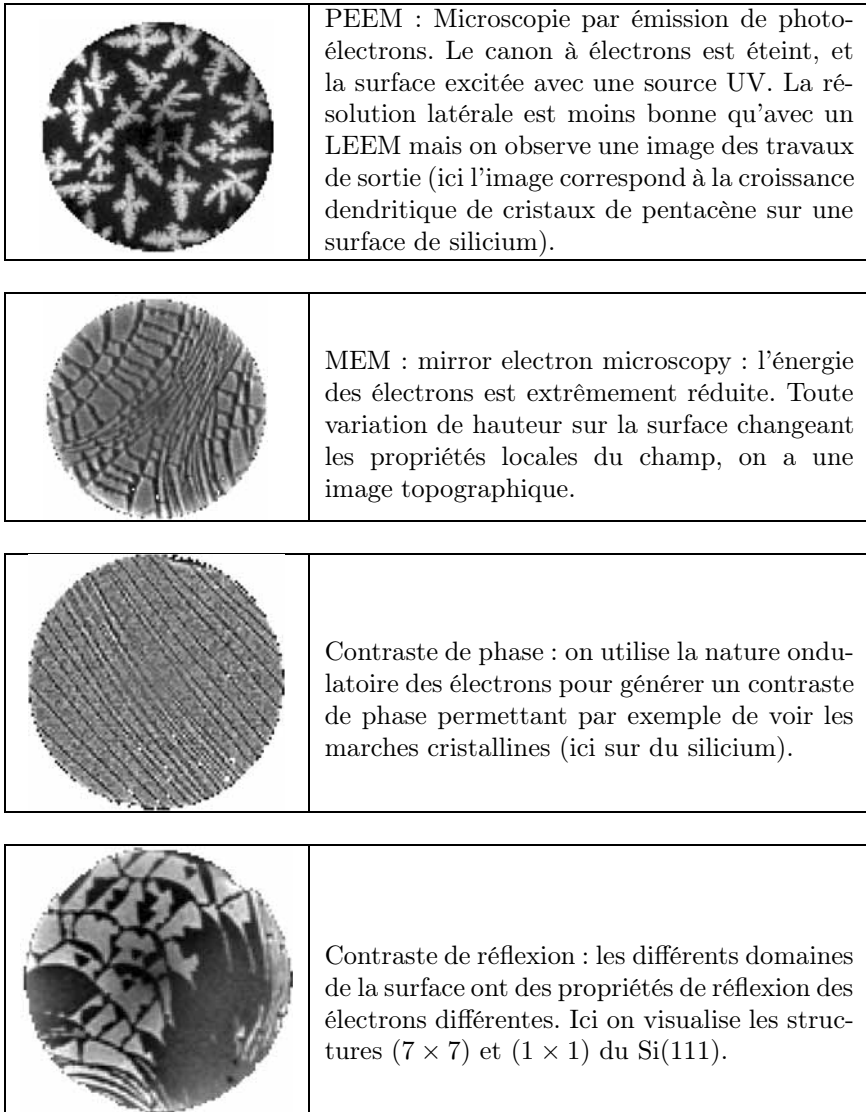 PEEM : Microscopie par émission de photo-
électrons. Le canon à électrons est éteint, et
la surface excitée avec une source UV. La ré-
solution latérale est moins bonne qu'avec un
LEEM mais on observe une image des travaux
de sortie (ici l'image correspond à la croissance
dendritique de cristaux de pentacène sur une
surface de silicium).
MEM : mirror electron microscopy : l'énergie
des électrons est extrêmement réduite. Toute
variation de hauteur sur la surface changeant
les propriétés locales du champ, on a une
image topographique.
Contraste de phase : on utilise la nature ondu-
latoire des électrons pour générer un contraste
de phase permettant par exemple de voir les
marches cristallines (ici sur du silicium).
Contraste de réflexion : les différents domaines
de la surface ont des propriétés de réflexion des
électrons différentes. Ici on visualise les struc-
tures (7 × 7) et (1 × 1) du Si(111).